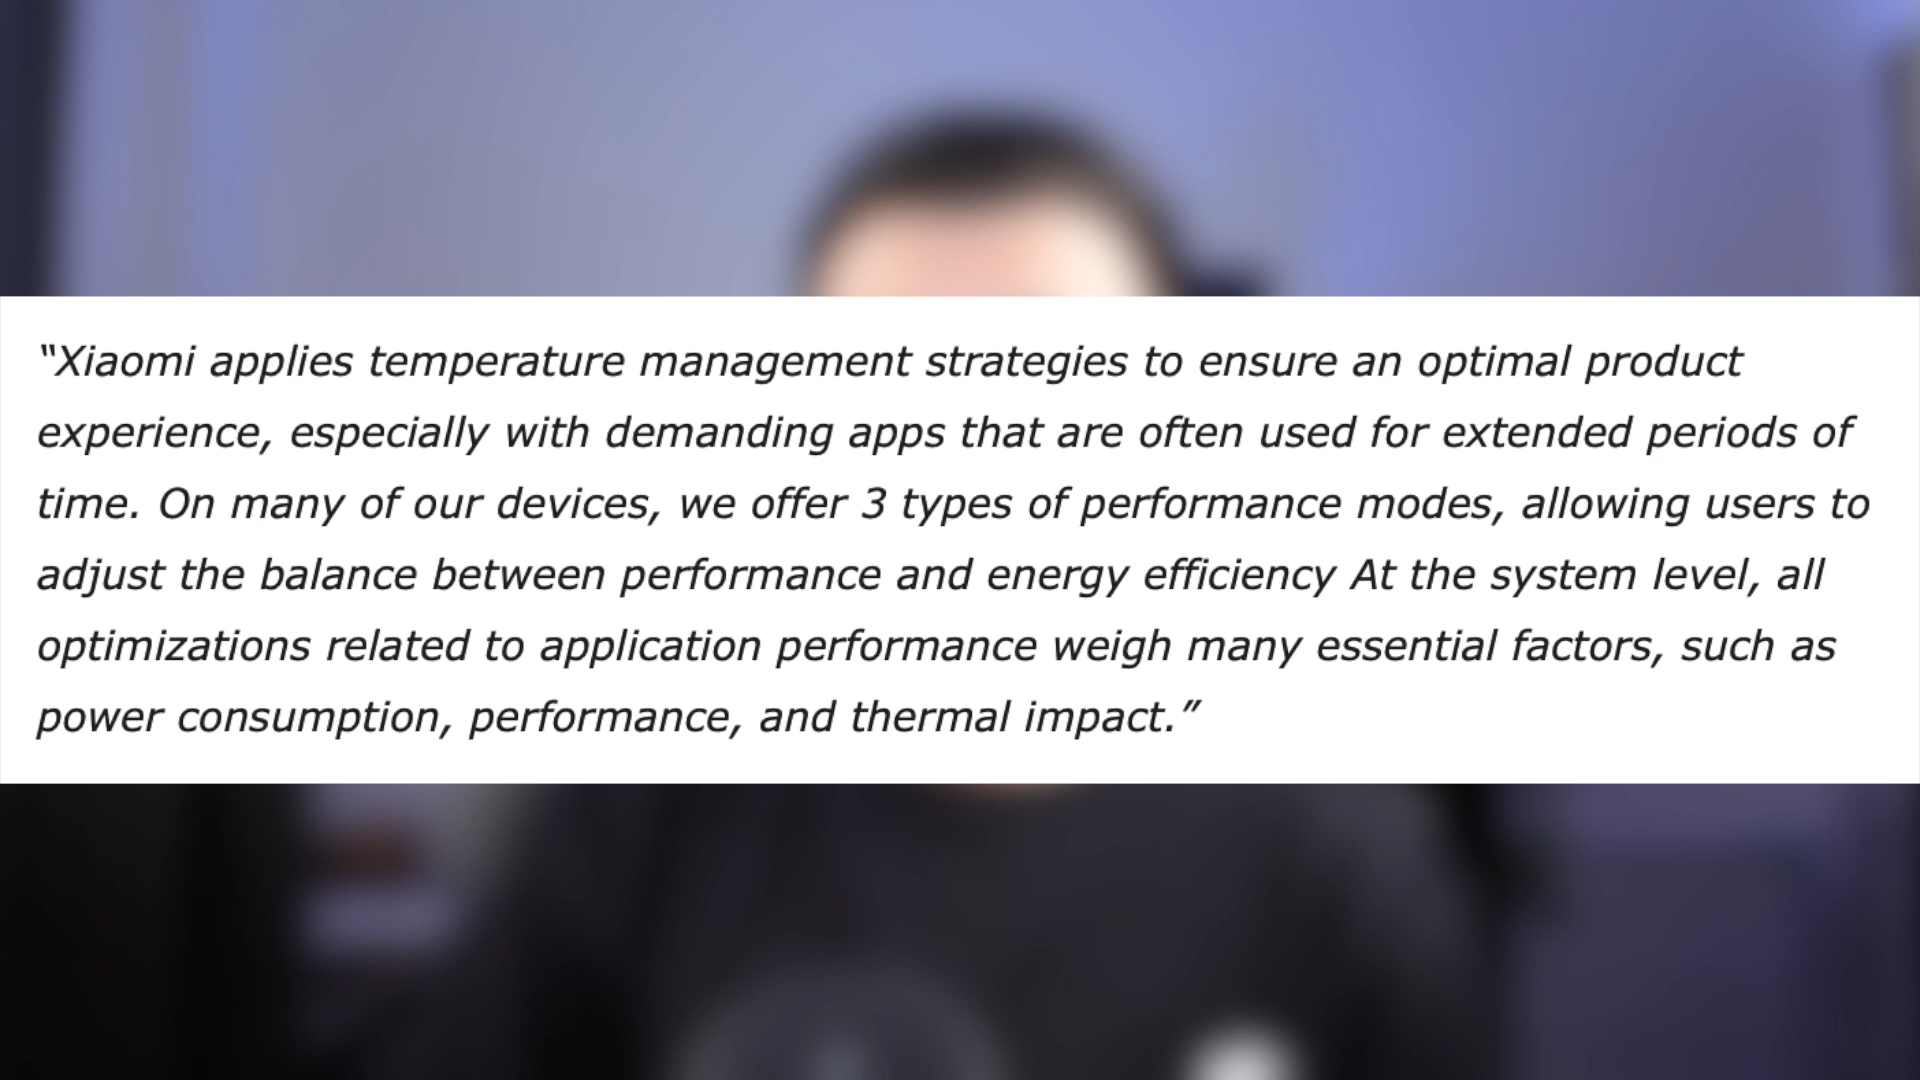 “Xiaomi applies temperature management strategies to ensure an optimal product
experience, especially with demanding apps that are often used for extended periods of
time. On many of our devices, we offer 3 types of performance modes, allowing users to
adjust the balance between performance and energy efficiency At the system level, all
optimizations related to application performance weigh many essential factors, such as
power consumption, performance, and thermal impact.”